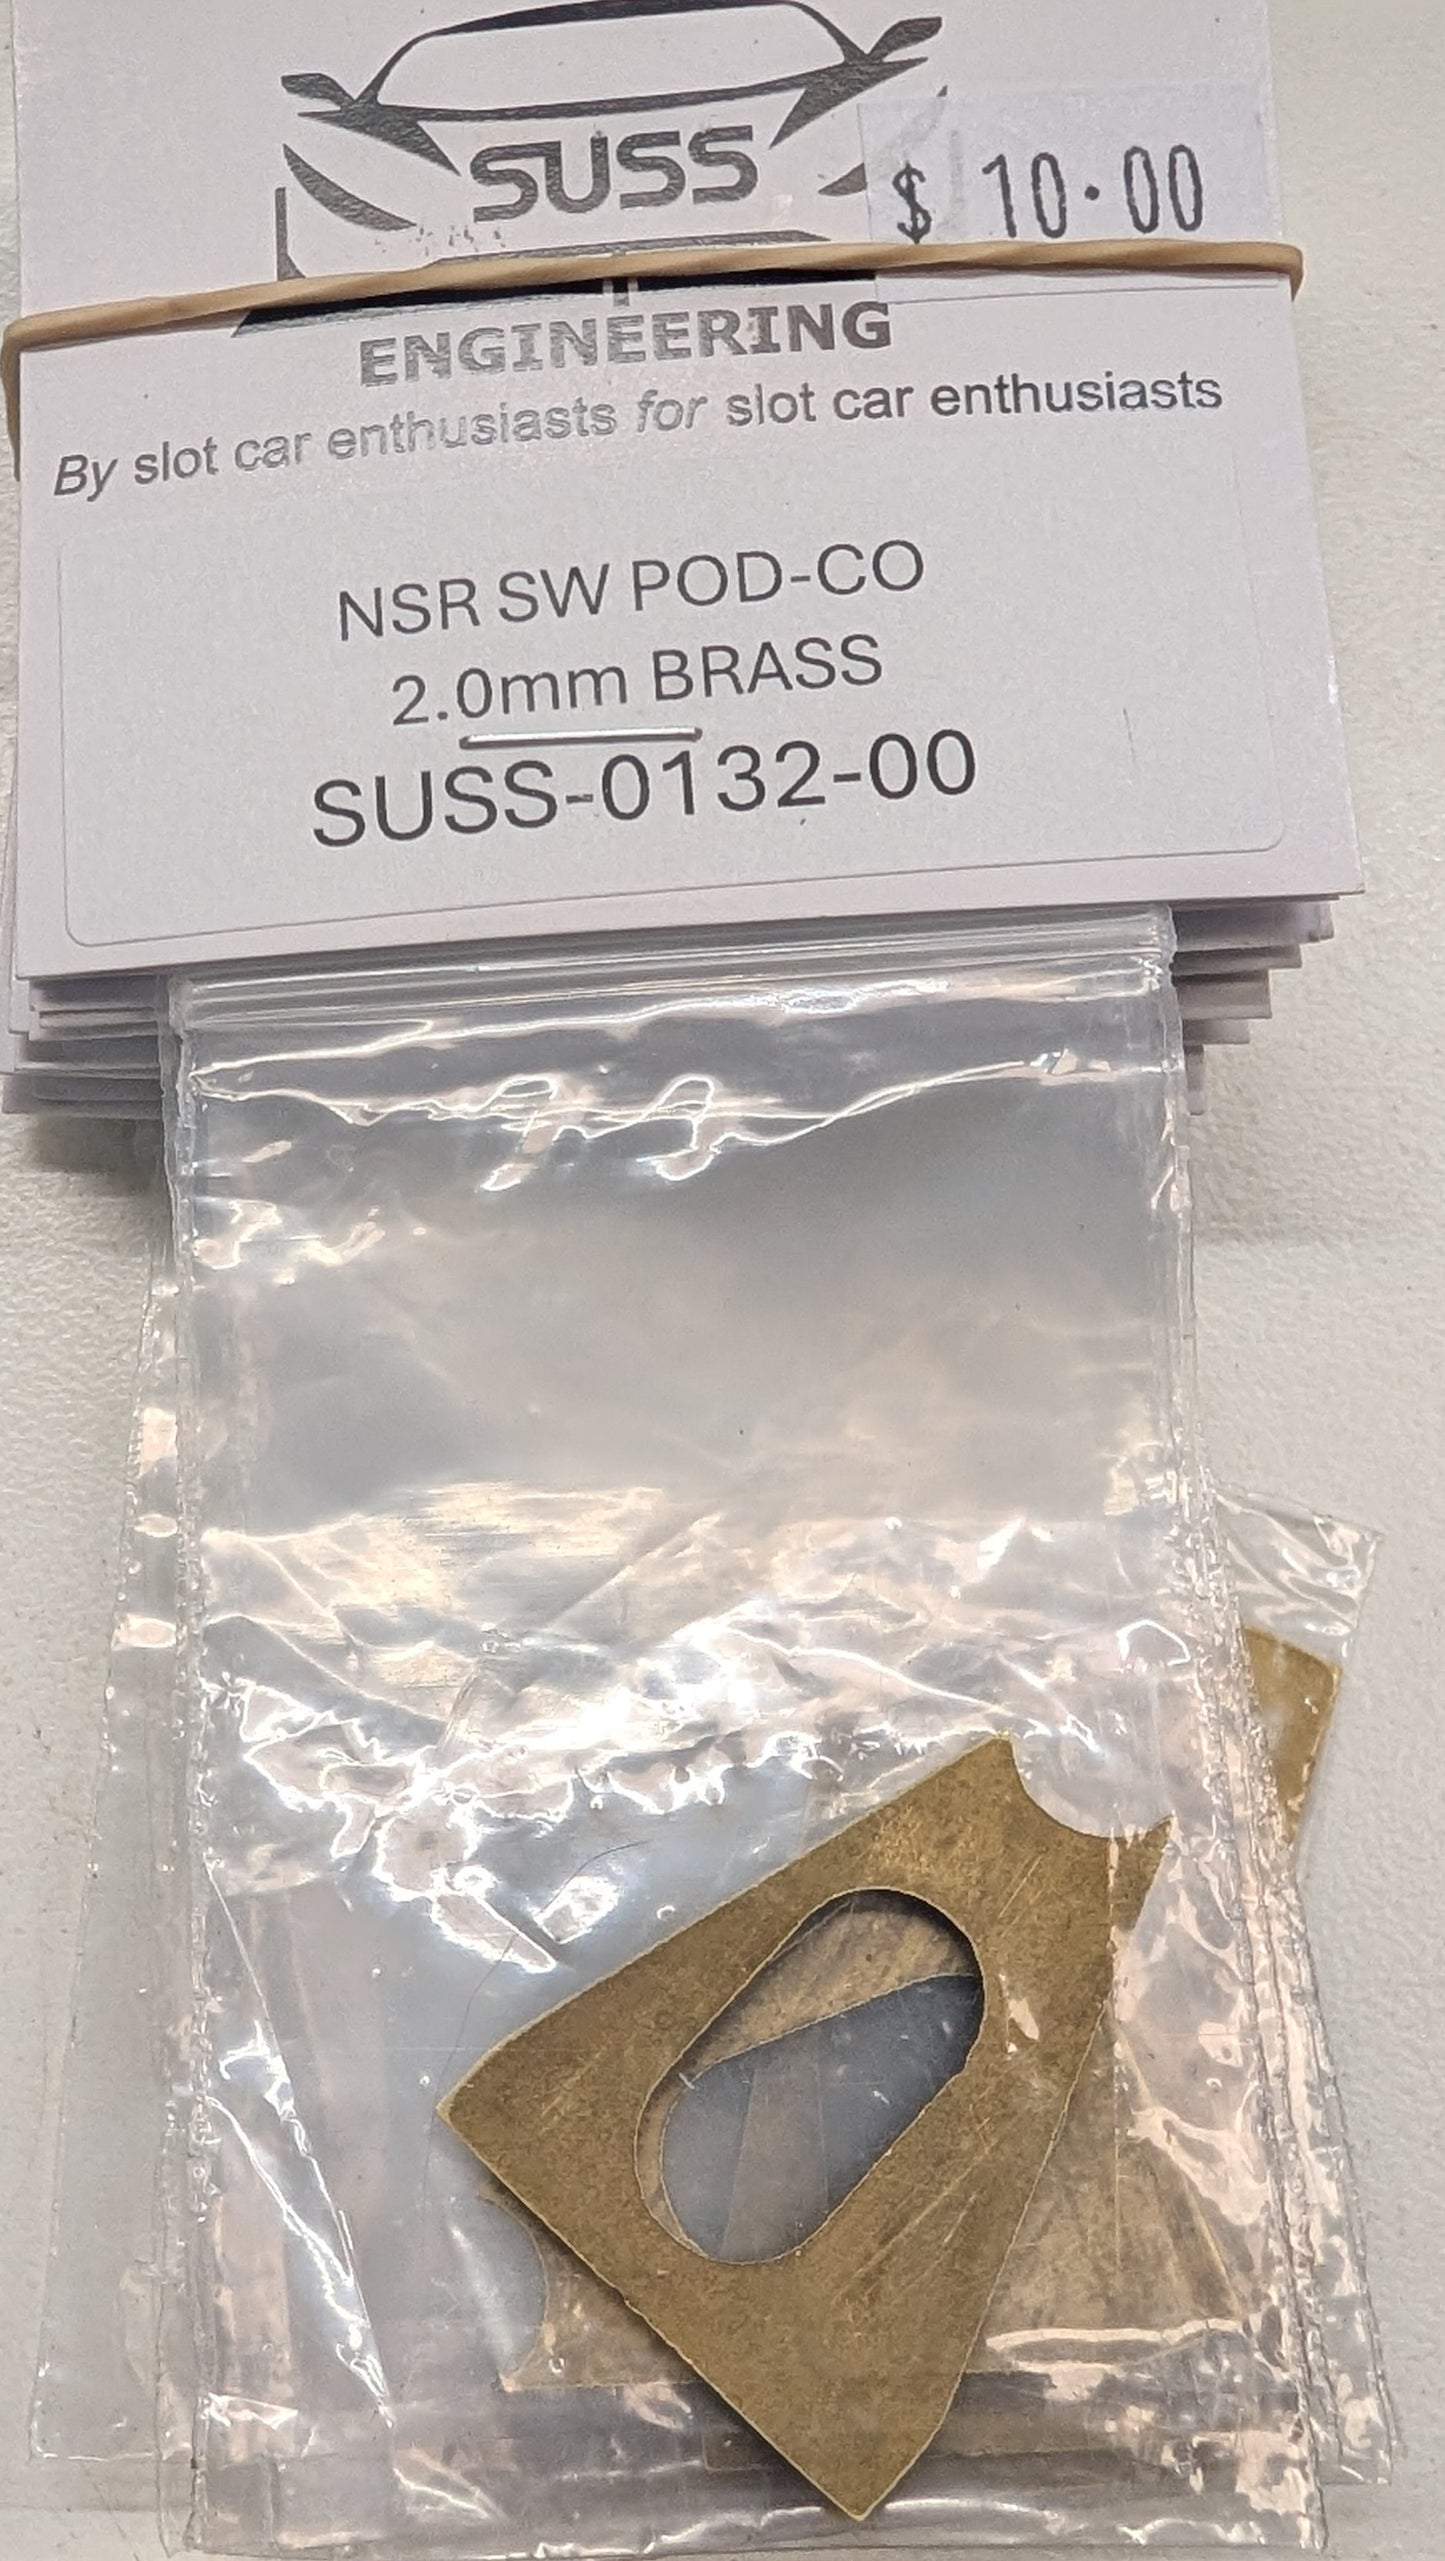 SUSS
$ 10.00
ENGINEERING
By slot car enthusiasts for slot car enthusiasts
NSR SW POD-CO
2.0mm BRASS
SUSS-0132-00